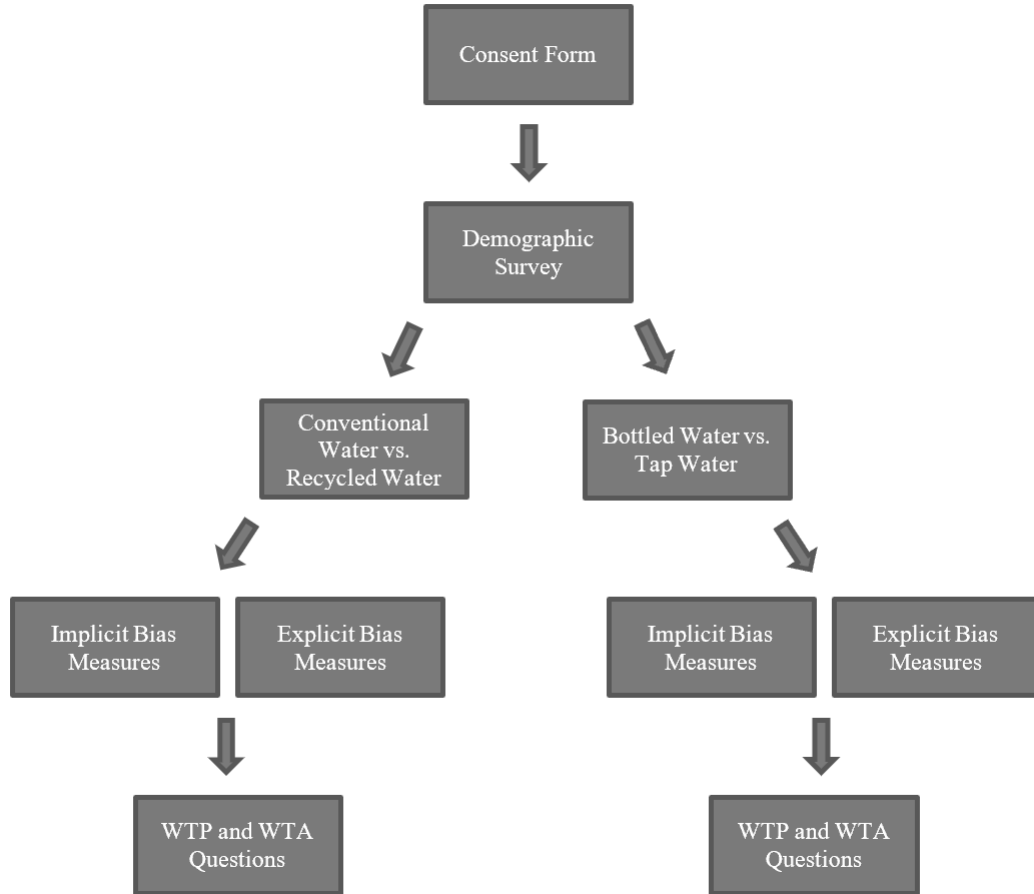 Consent Form
Demographic
Survey
Conventional
Water vs.
Recycled Water
Bottled Water vs.
Tap Water
Implicit Bias
Measures
Explicit Bias
Measures
Implicit Bias
Measures
Explicit Bias
Measures
WTP and WTA
Questions
WTP and WTA
Questions